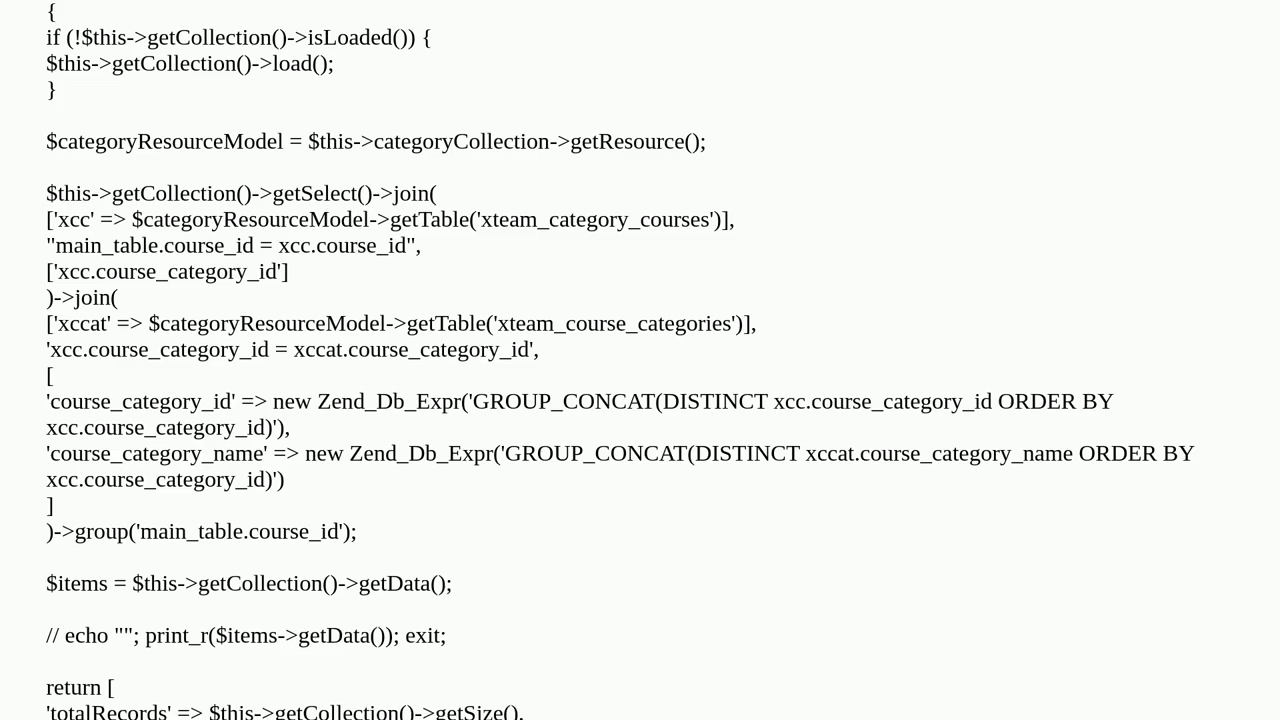 {
if (!$this->getCollection()->isLoaded()) {
$this->getCollection()->load();
}
$categoryResourceModel = $this->categoryCollection->getResource();
$this->getCollection()->getSelect()->join(
['xcc' => $categoryResourceModel->getTable('xteam_category_courses')],
"main_table.course_id = xcc.course_id",
['xcc.course_category_id']
)->join(
['xccat' => $categoryResourceModel->getTable('xteam_course_categories')],
'xcc.course_category_id = xccat.course_category_id',
[
'course_category_id' => new Zend_Db_Expr('GROUP_CONCAT(DISTINCT xcc.course_category_id ORDER BY
xcc.course_category_id)'),
'course_category_name' => new Zend_Db_Expr('GROUP_CONCAT(DISTINCT xccat.course_category_name ORDER BY
xcc.course_category_id)')
]
)->group('main_table.course_id');
$items = $this->getCollection()->getData();
// echo ""; print_r($items->getData()); exit;
return [
'totalRecords' => $this->getCollection()->getSize(),